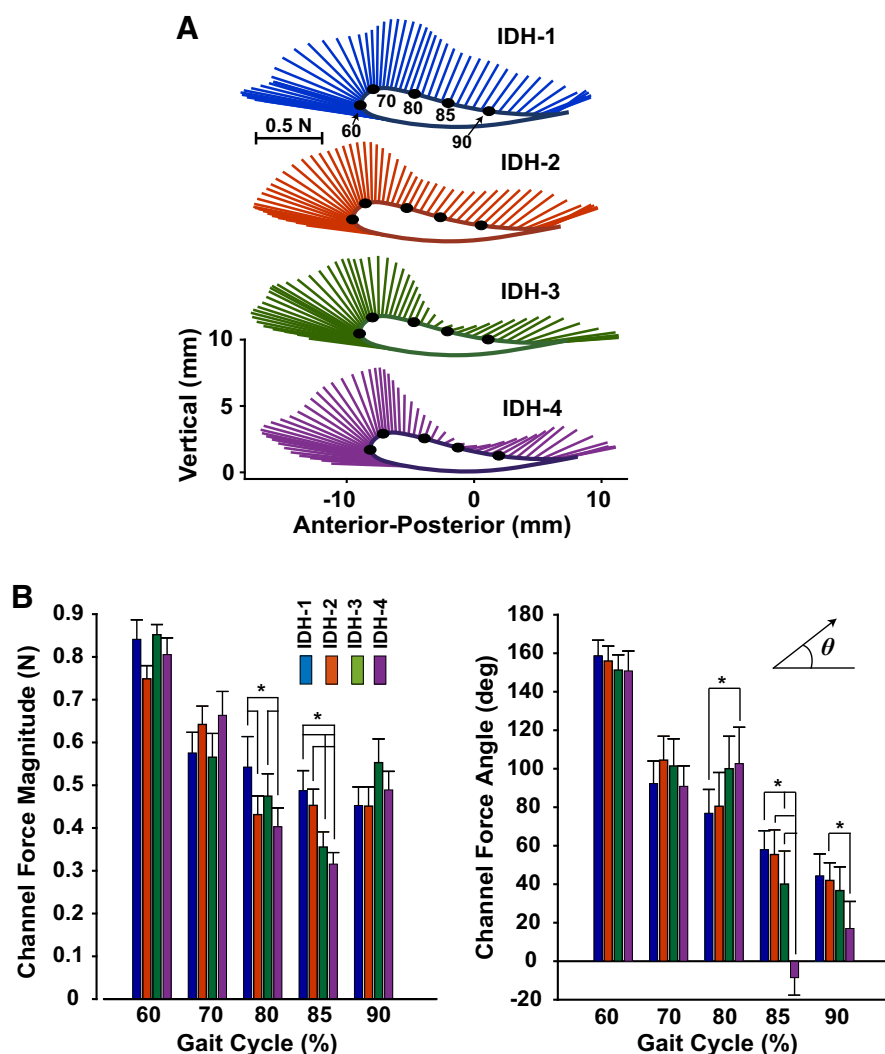 A
IDH-1
70
80
85
60
90
0.5 N
IDH-2
IDH-3
IDH-4
10
5
0
Vertical (mm)
-10
0
10
Anterior-Posterior (mm)
B
0.9
0.8
0.7
0.6
0.5
0.4
0.3
0.2
0.1
0
Channel Force Magnitude (N)
IDH-1
IDH-2
IDH-3
IDH-4
*
*
60
70
80
85
90
Gait Cycle (%)
180
160
140
120
100
80
60
40
20
0
-20
Channel Force Angle (deg)
θ
*
*
*
60
70
80
85
90
Gait Cycle (%)